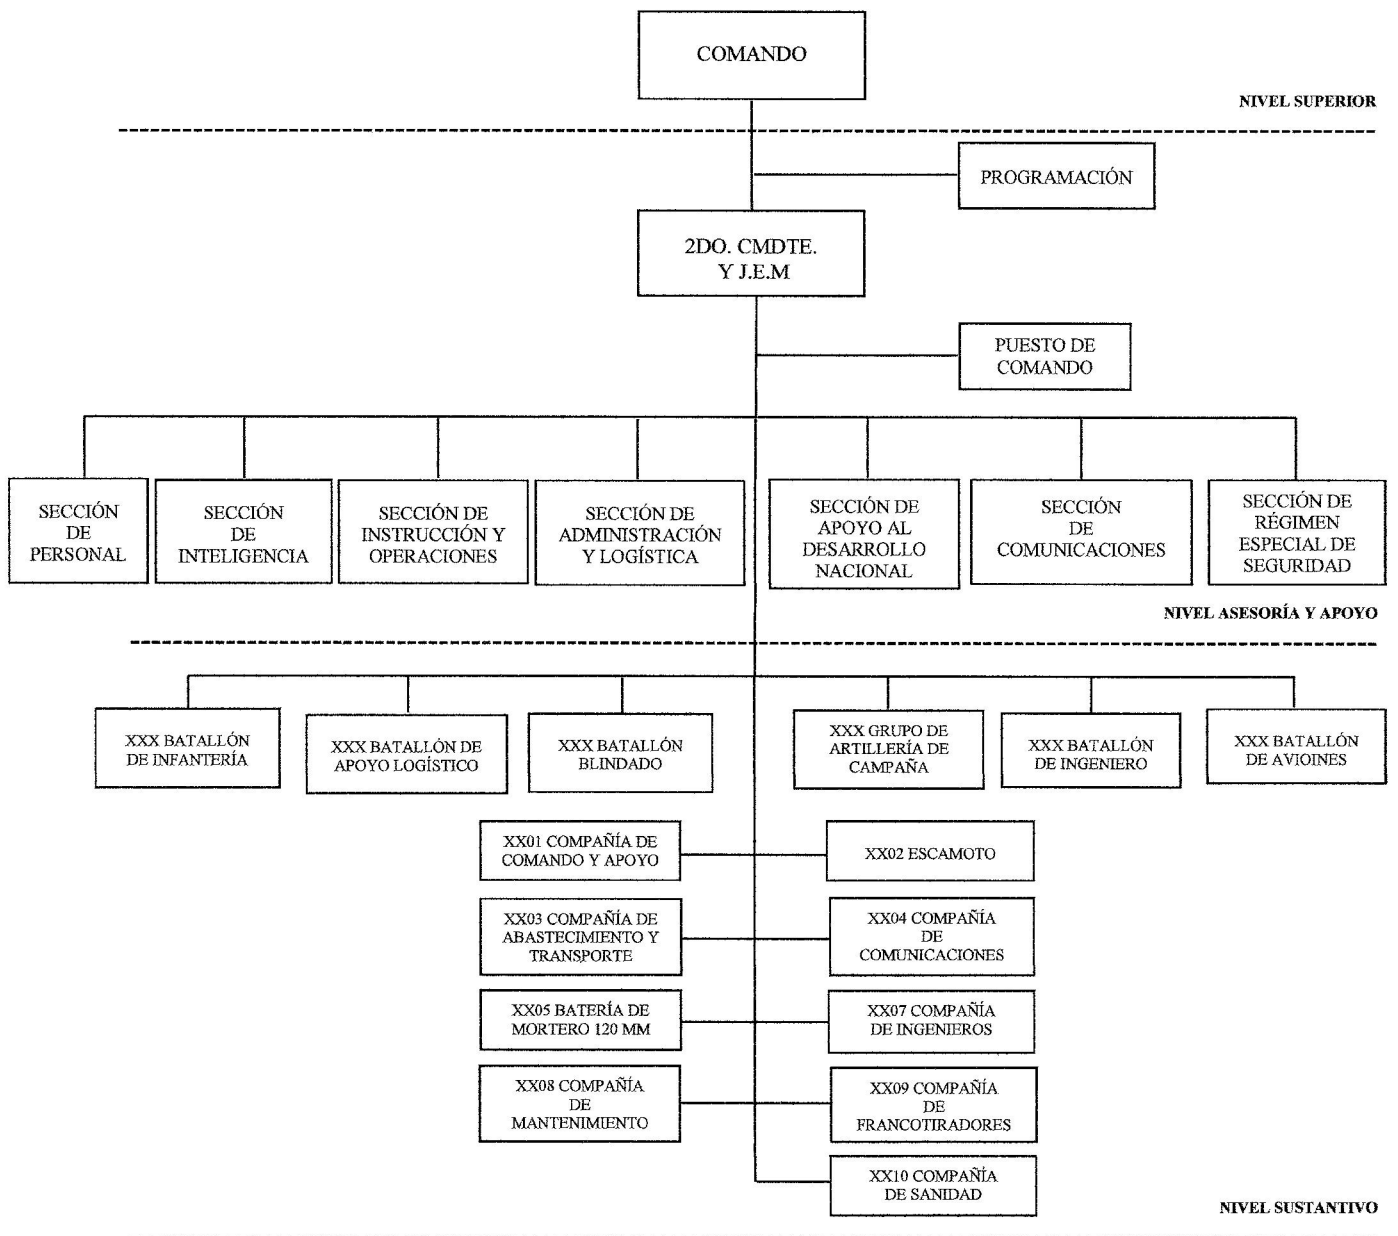 COMANDO
NIVEL SUPERIOR
PROGRAMACIÓN
2DO. CMDTE.
Y J.E.M
PUESTO DE
COMANDO
SECCIÓN
DE
PERSONAL
SECCIÓN
DE
INTELIGENCIA
SECCIÓN DE
INSTRUCCIÓN Y
OPERACIONES
SECCIÓN DE
ADMINISTRACIÓN
Y LOGÍSTICA
SECCIÓN DE
APOYO AL
DESARROLLO
NACIONAL
SECCIÓN
DE
COMUNICACIONES
SECCIÓN DE
RÉGIMEN
ESPECIAL DE
SEGURIDAD
NIVEL ASESORÍA Y APOYO
XXX BATALLÓN
DE INFANTERÍA
XXX BATALLÓN DE
APOYO LOGÍSTICO
XXX BATALLÓN
BLINDADO
XXX GRUPO DE
ARTILLERÍA DE
CAMPAÑA
XXX BATALLÓN
DE INGENIERO
XXX BATALLÓN
DE AVIOINES
XX01 COMPAÑÍA DE
COMANDO Y APOYO
XX02 ESCAMOTO
XX03 COMPAÑÍA DE
ABASTECIMIENTO Y
TRANSPORTE
XX04 COMPAÑÍA
DE
COMUNICACIONES
XX05 BATERÍA DE
MORTERO 120 MM
XX07 COMPAÑÍA
DE INGENIEROS
XX08 COMPAÑÍA
DE
MANTENIMIENTO
XX09 COMPAÑÍA
DE
FRANCOTIRADORES
XX10 COMPAÑÍA
DE SANIDAD
NIVEL SUSTANTIVO